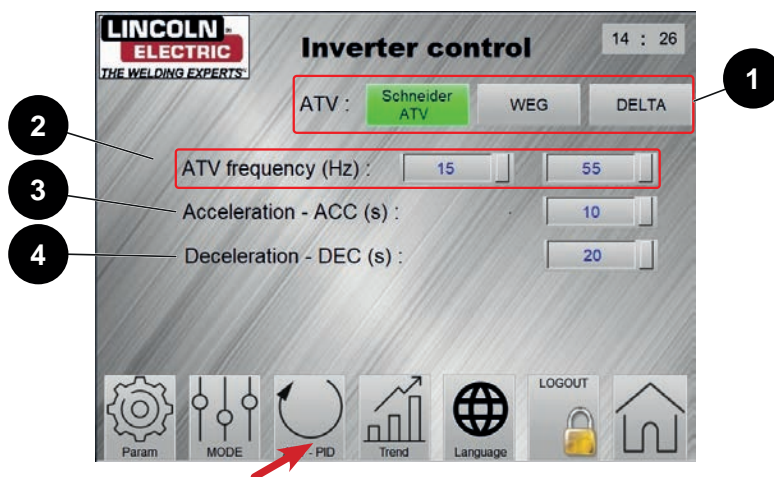 LINCOLN
ELECTRIC
THE WELDING EXPERTS
Inverter control
14 : 26
1
ATV : Schneider ATV WEG DELTA
2
ATV frequency (Hz) : 15 55
3
Acceleration - ACC (s) : 10
4
Deceleration - DEC (s) : 20
Param MODE - PID Trend Language LOGOUT